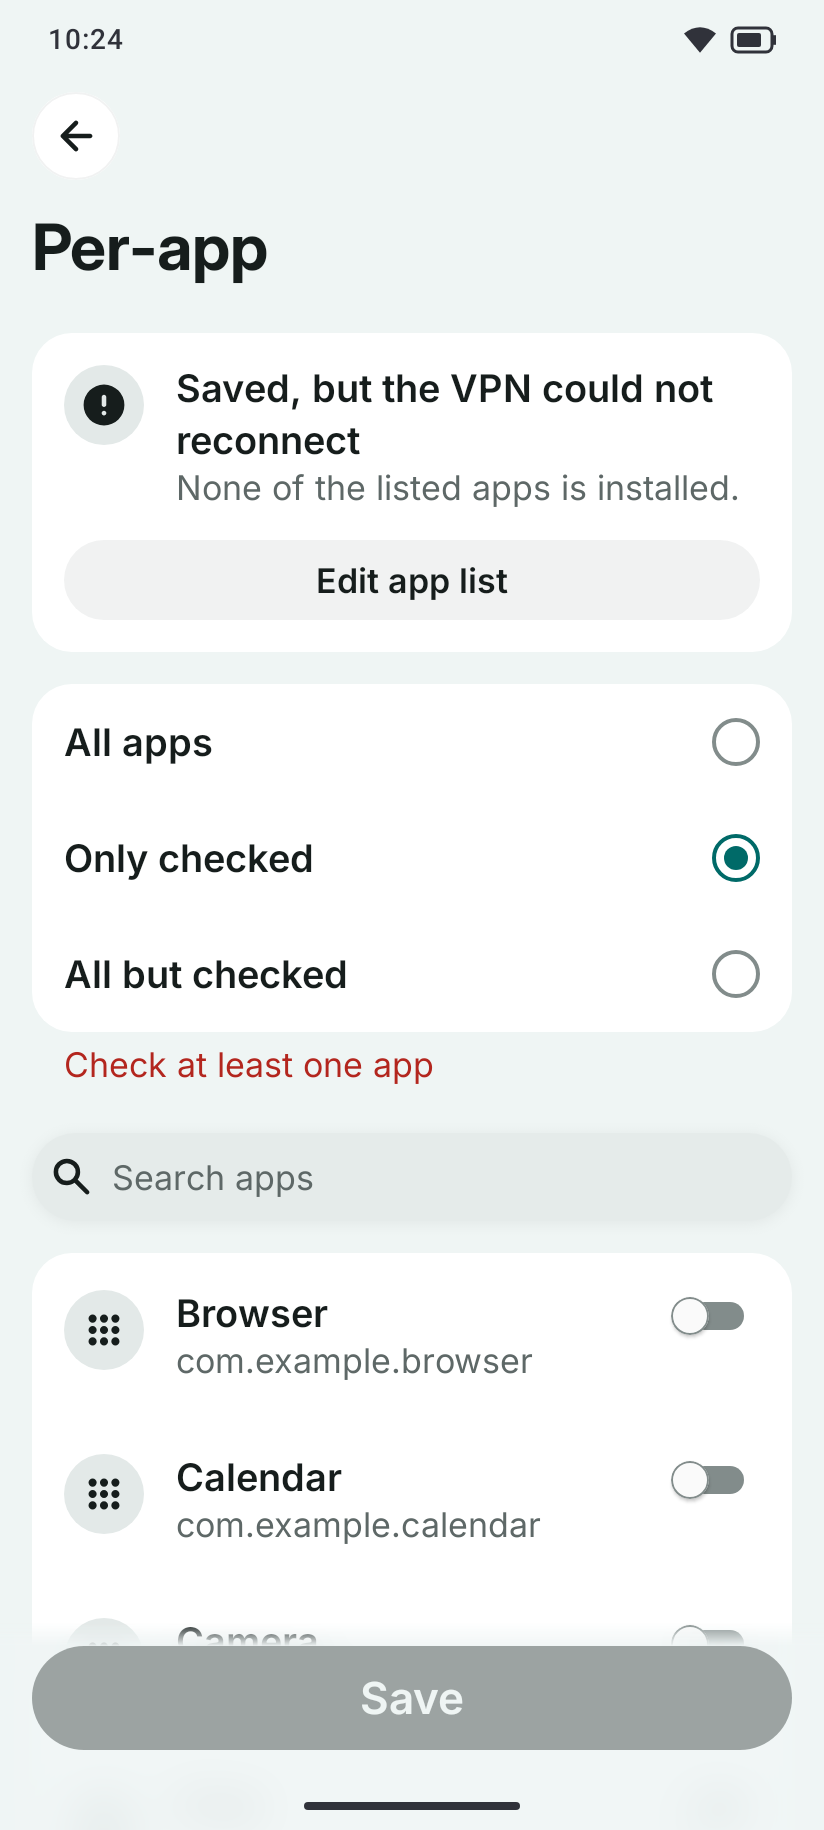 10:24
Per-app
Saved, but the VPN could not
reconnect
None of the listed apps is installed.
Edit app list
All apps
Only checked
All but checked
Check at least one app
Search apps
Browser
com.example.browser
Calendar
com.example.calendar
Camera
Save